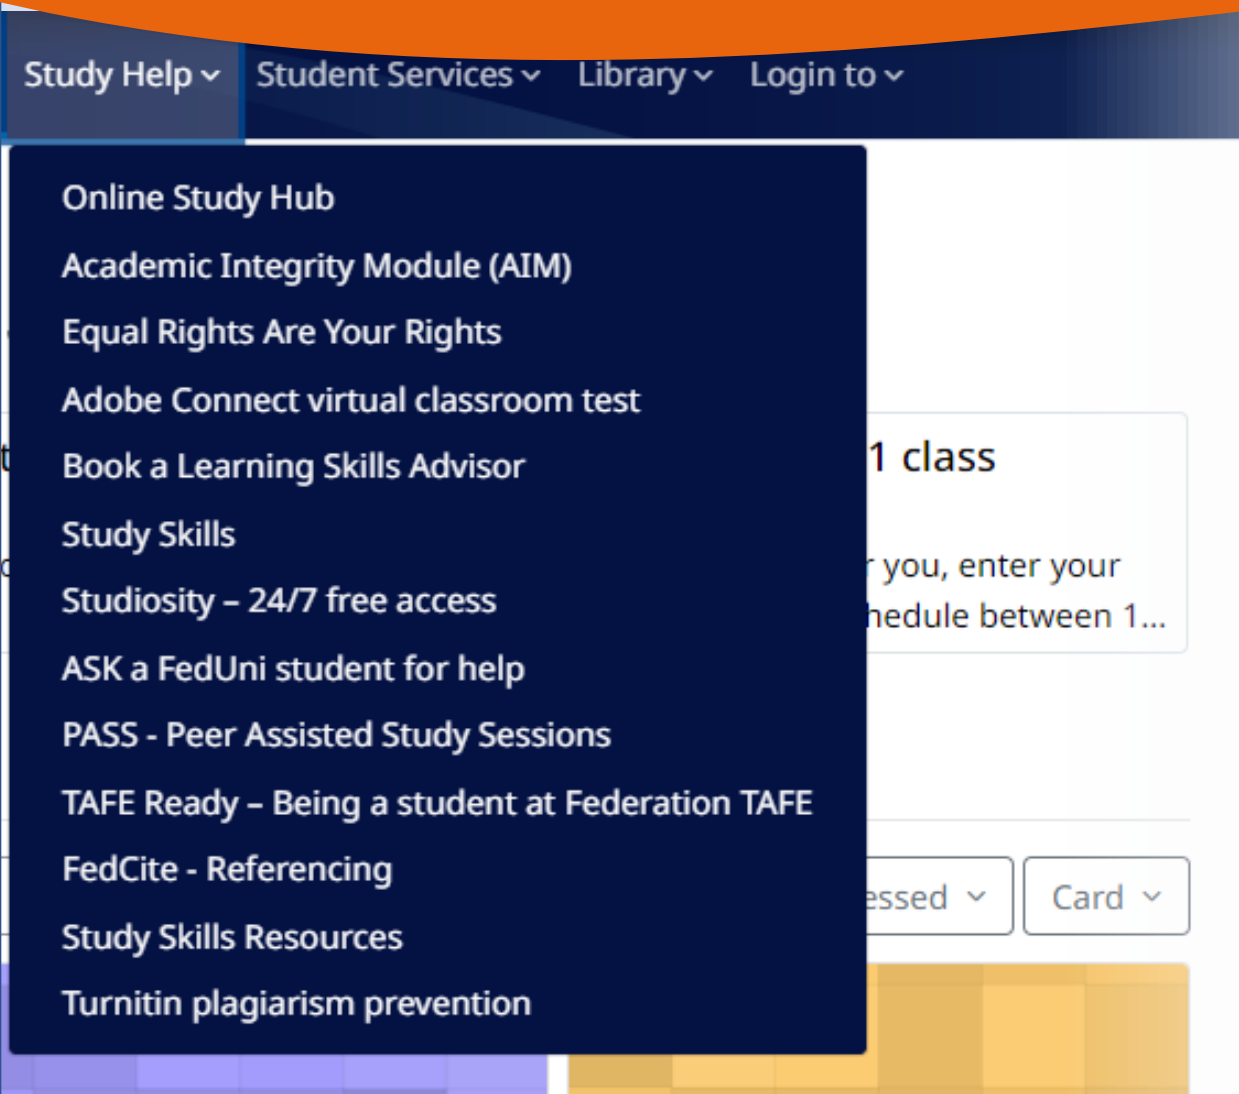 Study Help
Student Services
Library
Login to
Online Study Hub
Academic Integrity Module (AIM)
Equal Rights Are Your Rights
Adobe Connect virtual classroom test
Book a Learning Skills Advisor
1 class
Study Skills
you, enter your
Studiosity – 24/7 free access
between 1...
ASK a FedUni student for help
PASS - Peer Assisted Study Sessions
TAFE Ready – Being a student at Federation TAFE
FedCite - Referencing
Card
Study Skills Resources
Turnitin plagiarism prevention